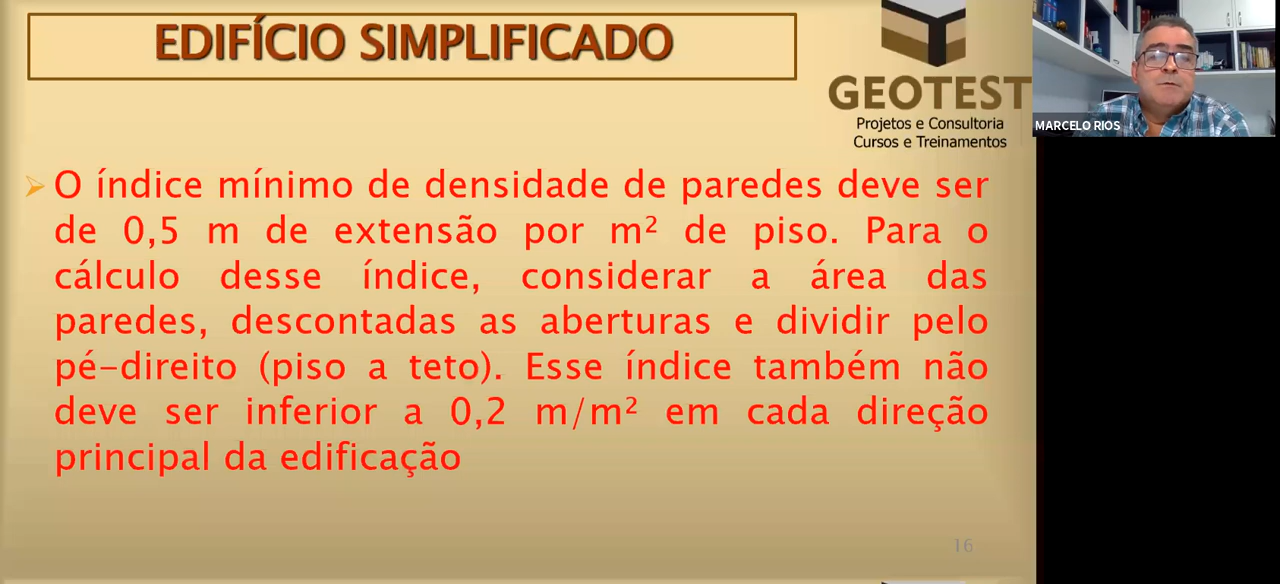 EDIFÍCIO SIMPLIFICADO
GEOTEST
Projetos e Consultoria
Cursos e Treinamentos
MARCELO RIOS
O índice mínimo de densidade de paredes deve ser
de 0,5 m de extensão por m² de piso. Para o
cálculo desse índice, considerar a área das
paredes, descontadas as aberturas e dividir pelo
pé-direito (piso a teto). Esse índice também não
deve ser inferior a 0,2 m/m² em cada direção
principal da edificação
16